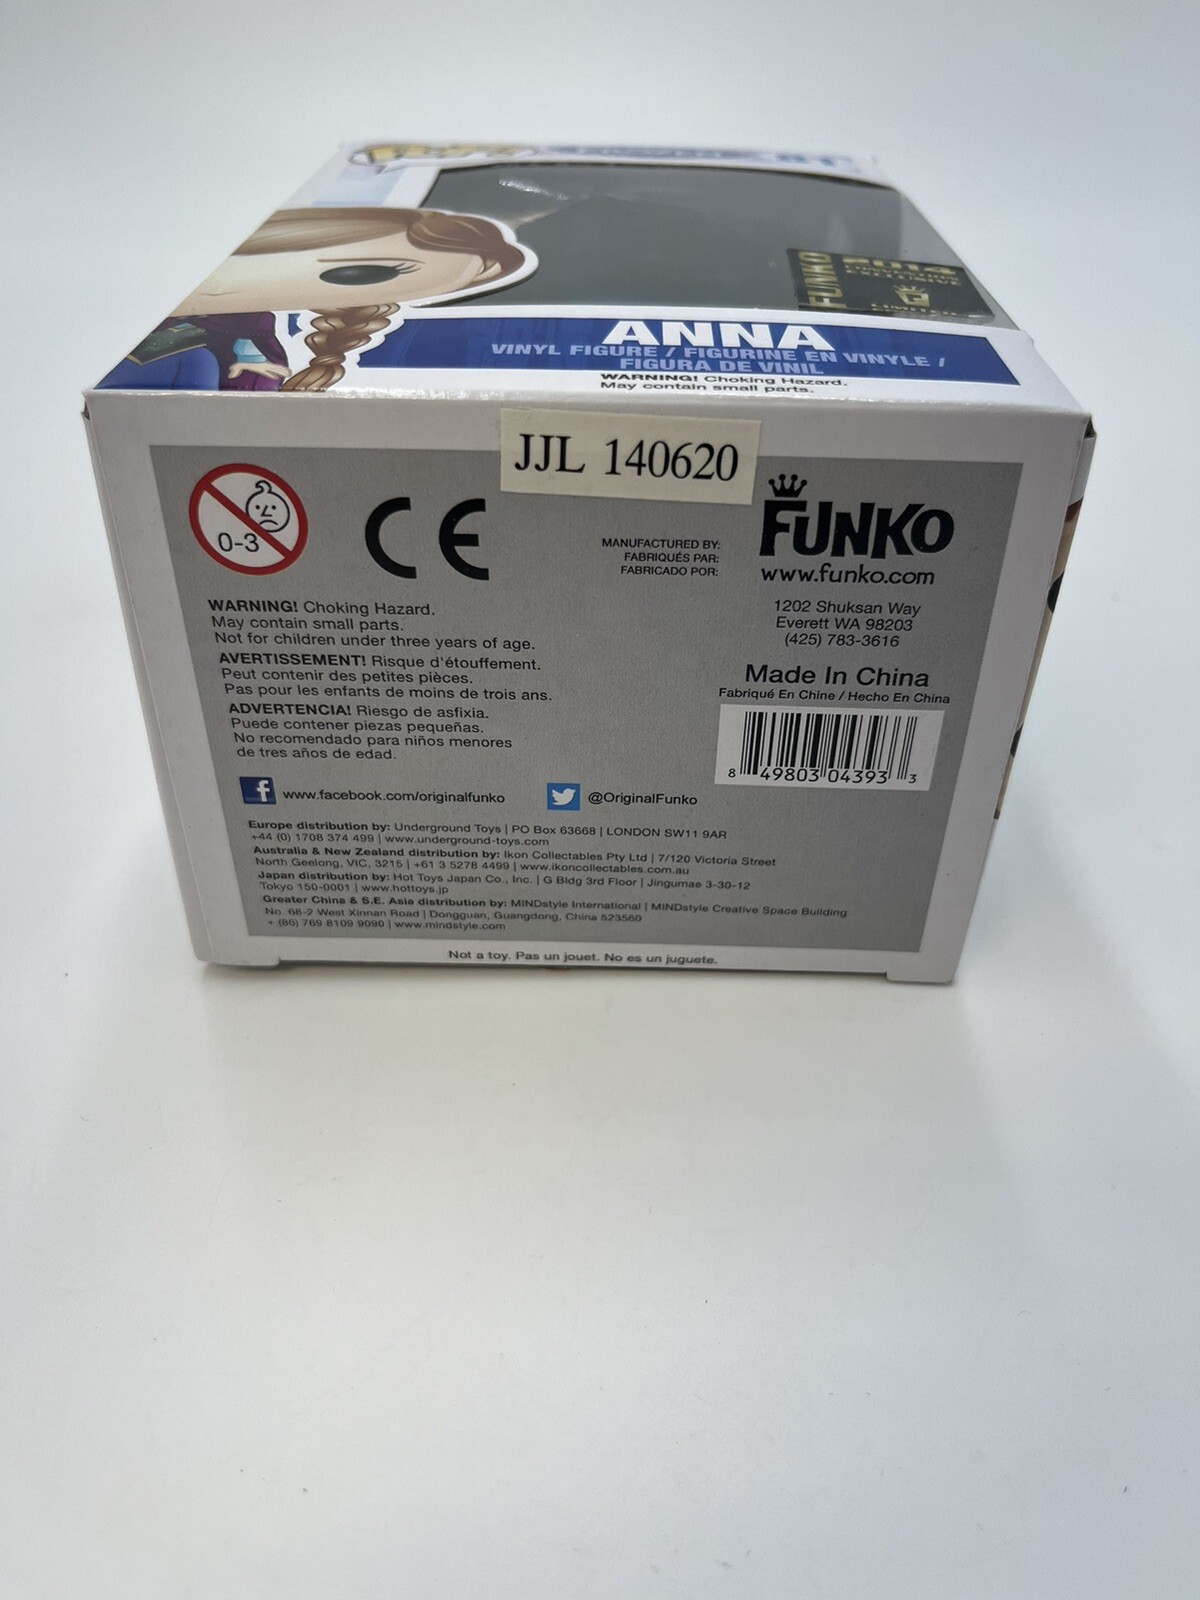 FUNKO
2014
EXCLUSIVE
LIMITED
ANNA
VINYL FIGURE / FIGURINE EN VINYLE /
FIGURA DE VINIL
WARNING! Choking Hazard.
May contain small parts.
JJL 140620
0-3
CE
MANUFACTURED BY:
FABRIQUÉS PAR:
FABRICADO POR:
FUNKO
www.funko.com
1202 Shuksan Way
Everett WA 98203
(425) 783-3616
Made In China
Fabriqué En Chine / Hecho En China
8 49803 04393 3
WARNING! Choking Hazard.
May contain small parts.
Not for children under three years of age.
AVERTISSEMENT! Risque d'étouffement.
Peut contenir des petites pièces.
Pas pour les enfants de moins de trois ans.
ADVERTENCIA! Riesgo de asfixia.
Puede contener piezas pequeñas.
No recomendado para niños menores
de tres años de edad.
f www.facebook.com/originalfunko
@OriginalFunko
Europe distribution by: Underground Toys | PO Box 63668 | LONDON SW11 9AR
+44 (0) 1708 374 499 | www.underground-toys.com
Australia & New Zealand distribution by: Ikon Collectables Pty Ltd | 7/120 Victoria Street
North Geelong, VIC, 3215 | +61 3 5278 4499 | www.ikoncollectables.com.au
Japan distribution by: Hot Toys Japan Co., Inc. | G Bldg 3rd Floor | Jingumae 3-30-12
Tokyo 150-0001 | www.hottoys.jp
Greater China & S.E. Asia distribution by: MINDstyle International | MINDstyle Creative Space Building
No. 68-2 West Xinnan Road | Dongguan, Guangdong, China 523560
+ (86) 769 8109 9090 | www.mindstyle.com
Not a toy. Pas un jouet. No es un juguete.